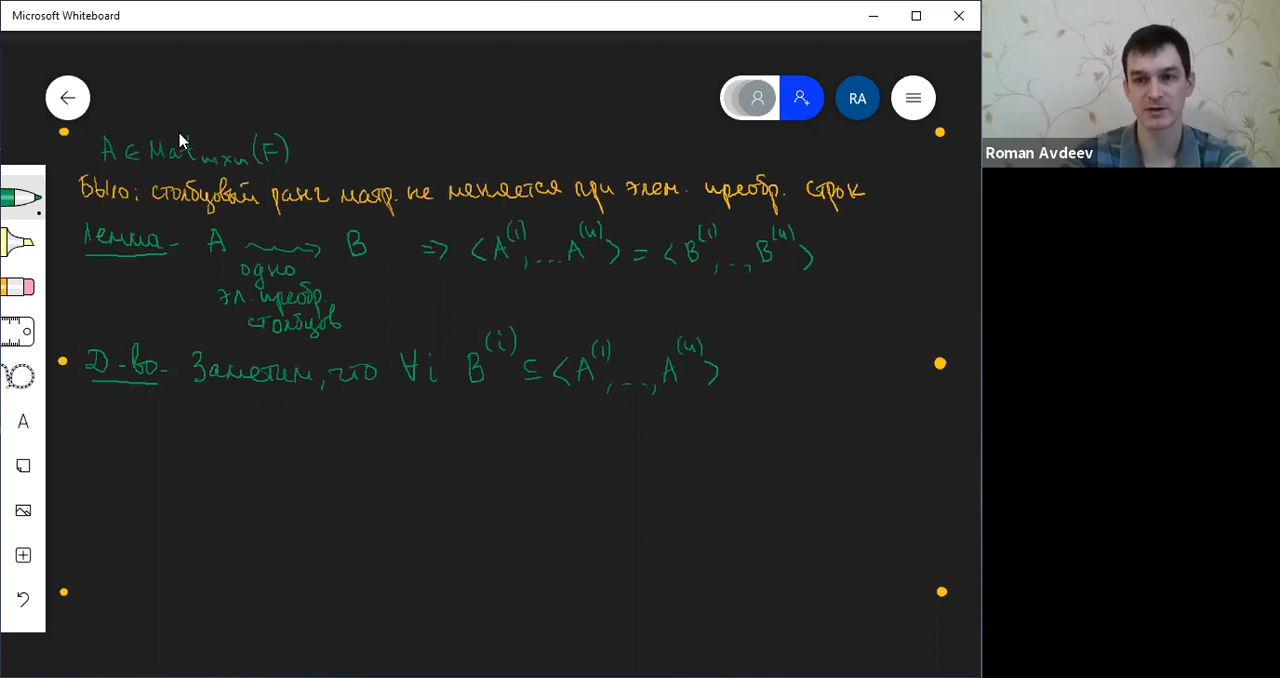 Microsoft Whiteboard
RA
Roman Avdeev
A ∈ Mat_{m×n}(F)
Было: столбцовый ранг матр. не меняется при элем. преобр. строк
Лемма - A ⟿ B ⇒ ⟨A^{(1)}, ... A^{(n)}⟩ = ⟨B^{(1)}, .., B^{(n)}⟩
одно
эл. преобр.
столбцов
Д-во - Заметим, что ∀i B^{(i)} ⊆ ⟨A^{(1)}, ..., A^{(n)}⟩
A